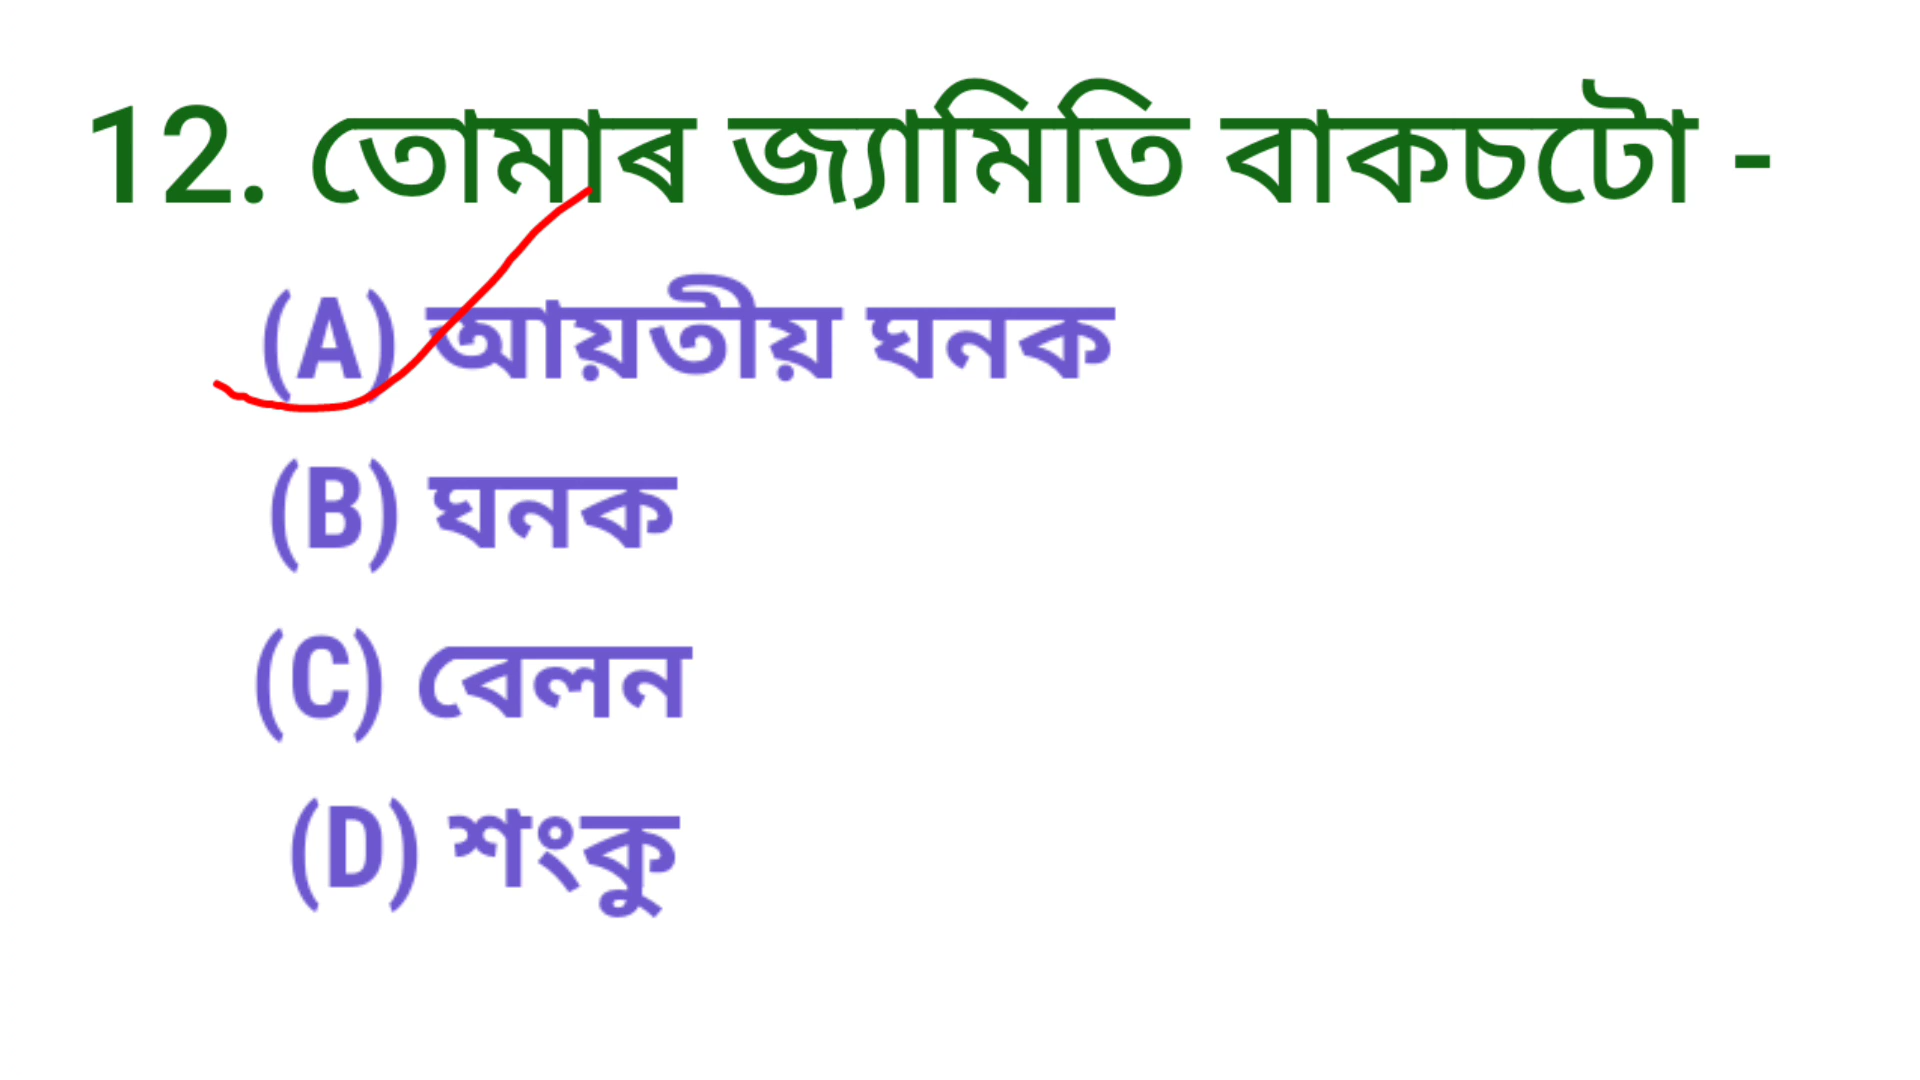 12. তোমাৰ জ্যামিতি বাকচটো -
(A) আয়তীয় ঘনক
(B) ঘনক
(C) বেলন
(D) শংকু